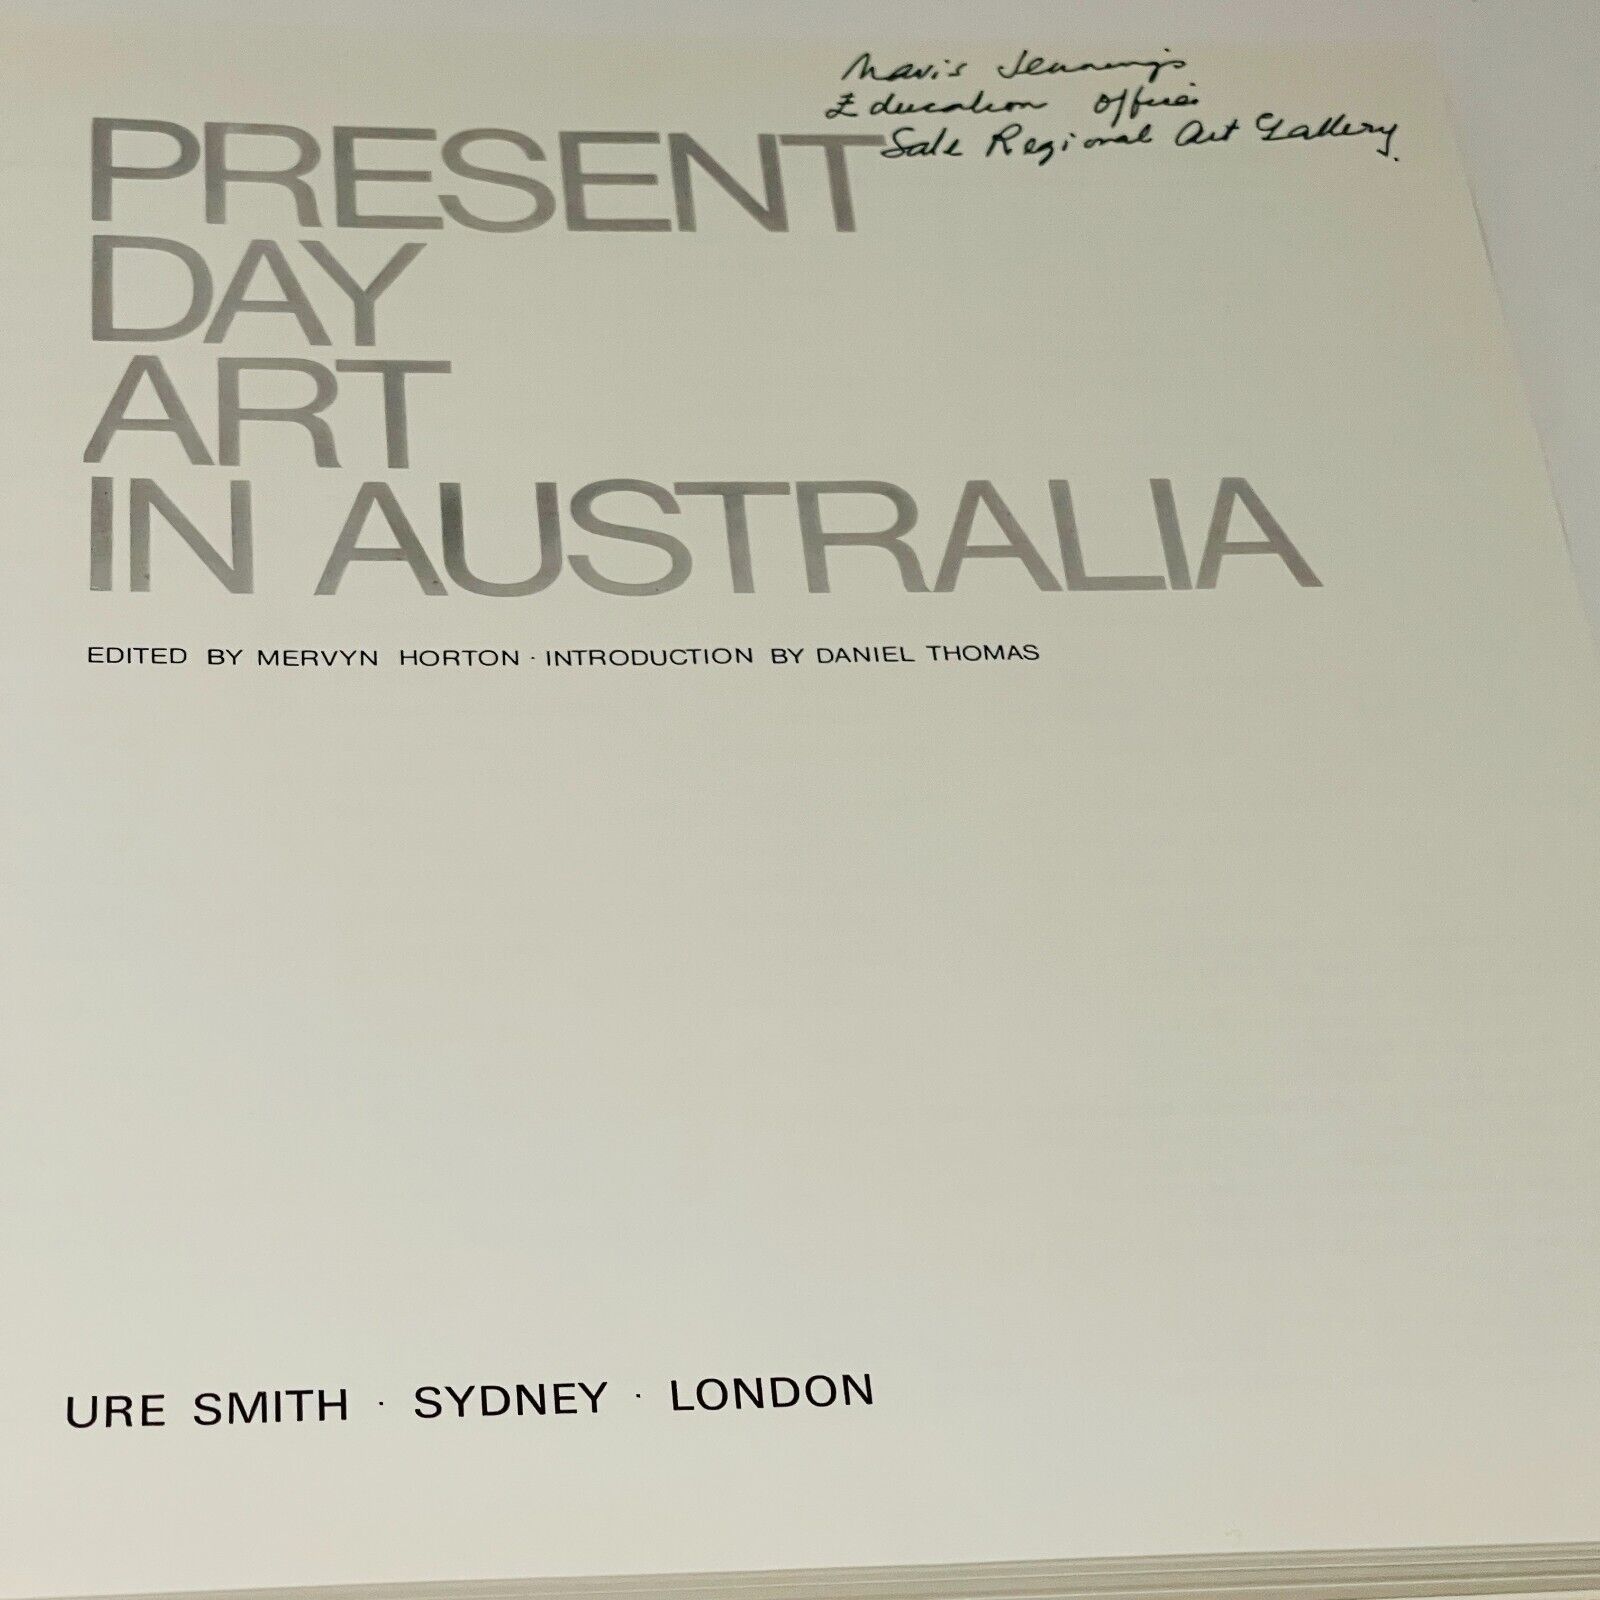 Mavis Jennings
Education Officer
Sale Regional Art Gallery.
PRESENT
DAY
ART
IN AUSTRALIA
EDITED BY MERVYN HORTON · INTRODUCTION BY DANIEL THOMAS
URE SMITH · SYDNEY · LONDON